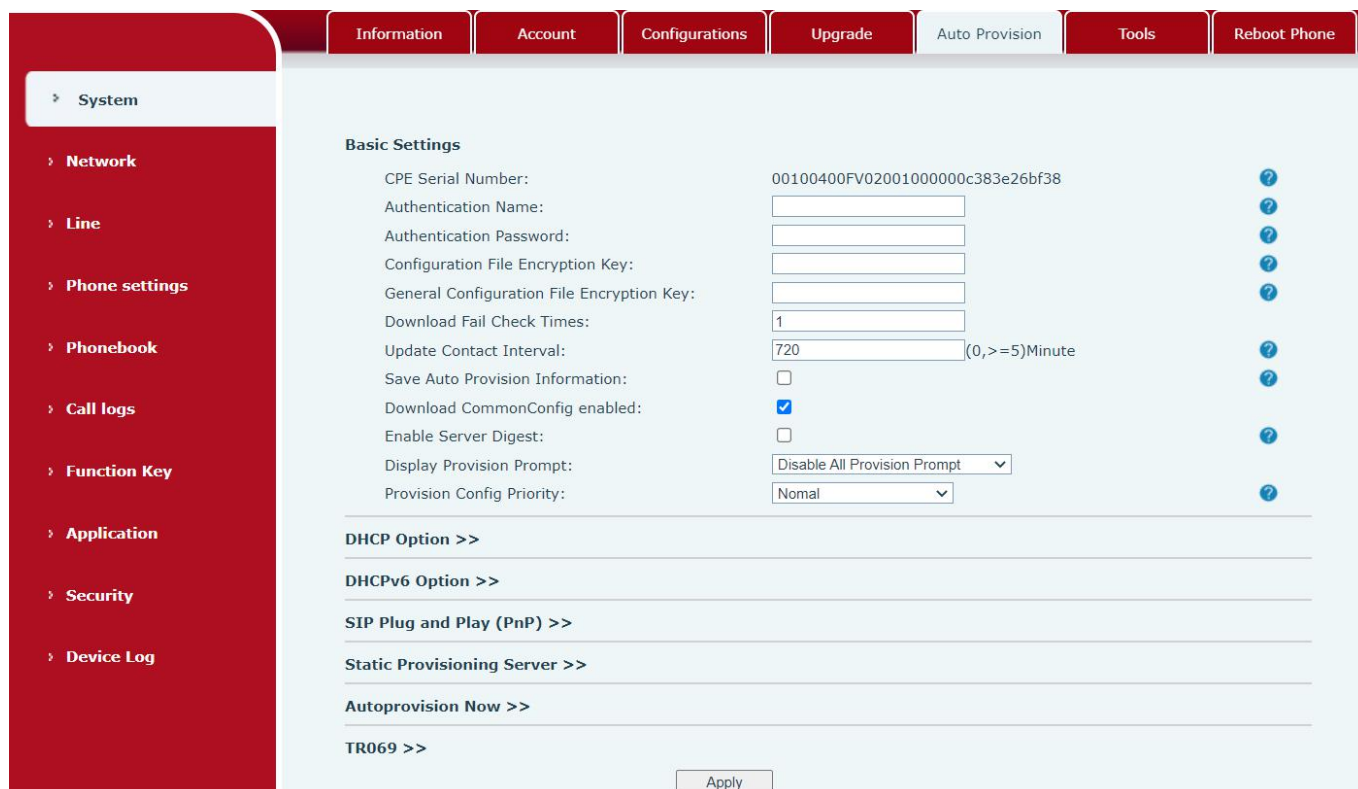 Information Account Configurations Upgrade Auto Provision Tools Reboot Phone
System
Network
Line
Phone settings
Phonebook
Call logs
Function Key
Application
Security
Device Log
Basic Settings
CPE Serial Number: 00100400FV02001000000c383e26bf38
Authentication Name:
Authentication Password:
Configuration File Encryption Key:
General Configuration File Encryption Key:
Download Fail Check Times: 1
Update Contact Interval: 720 (0,>=5)Minute
Save Auto Provision Information:
Download CommonConfig enabled:
Enable Server Digest:
Display Provision Prompt: Disable All Provision Prompt
Provision Config Priority: Nomal
DHCP Option >>
DHCPv6 Option >>
SIP Plug and Play (PnP) >>
Static Provisioning Server >>
Autoprovision Now >>
TR069 >>
Apply